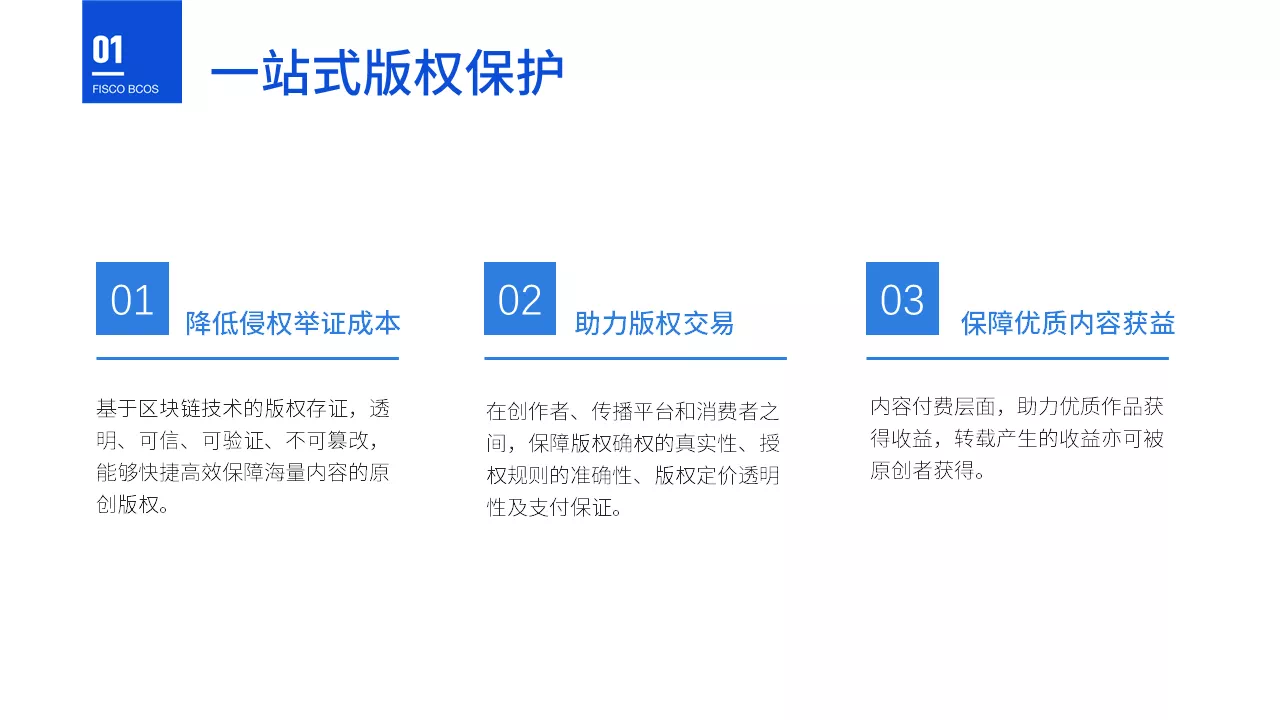 01
FISCO BCOS
一站式版权保护
01
降低侵权举证成本
基于区块链技术的版权存证，透
明、可信、可验证、不可篡改，
能够快捷高效保障海量内容的原
创版权。
02
助力版权交易
在创作者、传播平台和消费者之
间，保障版权确权的真实性、授
权规则的准确性、版权定价透明
性及支付保证。
03
保障优质内容获益
内容付费层面，助力优质作品获
得收益，转载产生的收益亦可被
原创者获得。